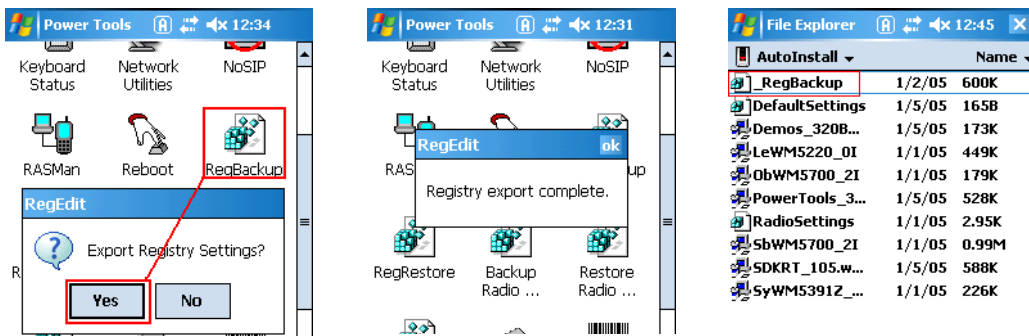 Power Tools A 12:34
Keyboard Status
Network Utilities
NoSIP
RASMan
Reboot
RegBackup
RegEdit
Export Registry Settings?
Yes
No
R
Power Tools A 12:31
Keyboard Status
Network Utilities
NoSIP
RAS
up
RegEdit
ok
Registry export complete.
RegRestore
Backup Radio ...
Restore Radio ...
File Explorer A 12:45
AutoInstall Name
_RegBackup 1/2/05 600K
DefaultSettings 1/5/05 165B
Demos_320B... 1/5/05 173K
LeWM5220_0I 1/1/05 449K
ObWM5700_2I 1/1/05 179K
PowerTools_3... 1/5/05 528K
RadioSettings 1/1/05 2.95K
SbWM5700_2I 1/1/05 0.99M
SDKRT_105.w... 1/5/05 588K
SyWM5391Z_... 1/1/05 226K